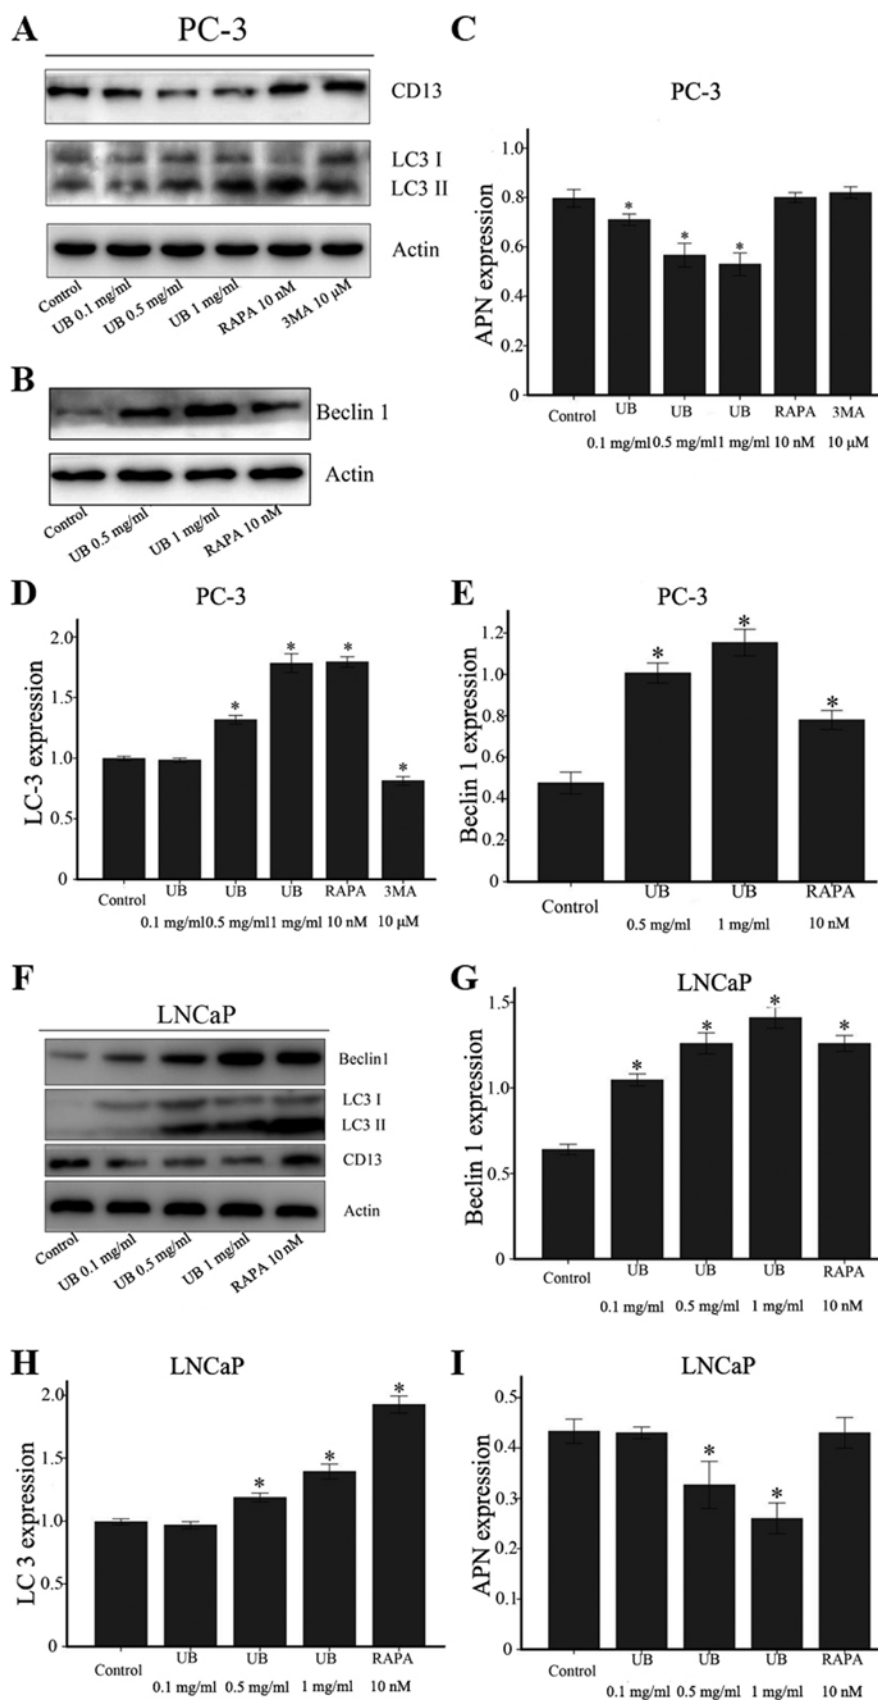 A
PC-3
CD13
LC3 I
LC3 II
Actin
Control
UB 0.1 mg/ml
UB 0.5 mg/ml
UB 1 mg/ml
RAPA 10 nM
3MA 10 µM
B
Beclin 1
Actin
Control
UB 0.5 mg/ml
UB 1 mg/ml
RAPA 10 nM
C
PC-3
APN expression
1.0
0.8
0.6
0.4
0.2
0
* * *
Control UB UB UB RAPA 3MA
0.1 mg/ml 0.5 mg/ml 1 mg/ml 10 nM 10 µM
D
PC-3
LC-3 expression
2.0
1.5
1.0
0.5
0
* * * *
Control UB UB UB RAPA 3MA
0.1 mg/ml 0.5 mg/ml 1 mg/ml 10 nM 10 µM
E
PC-3
Beclin 1 expression
1.2
1.0
0.8
0.6
0.4
0.2
0
* * *
Control UB UB RAPA
0.5 mg/ml 1 mg/ml 10 nM
F
LNCaP
Beclin1
LC3 I
LC3 II
CD13
Actin
Control
UB 0.1 mg/ml
UB 0.5 mg/ml
UB 1 mg/ml
RAPA 10 nM
G
LNCaP
Beclin 1 expression
1.5
1.0
0.5
0
* * * *
Control UB UB UB RAPA
0.1 mg/ml 0.5 mg/ml 1 mg/ml 10 nM
H
LNCaP
LC 3 expression
2.0
1.5
1.0
0.5
0
* * *
Control UB UB UB RAPA
0.1 mg/ml 0.5 mg/ml 1 mg/ml 10 nM
I
LNCaP
APN expression
0.5
0.4
0.3
0.2
0.1
0
* *
Control UB UB UB RAPA
0.1 mg/ml 0.5 mg/ml 1 mg/ml 10 nM